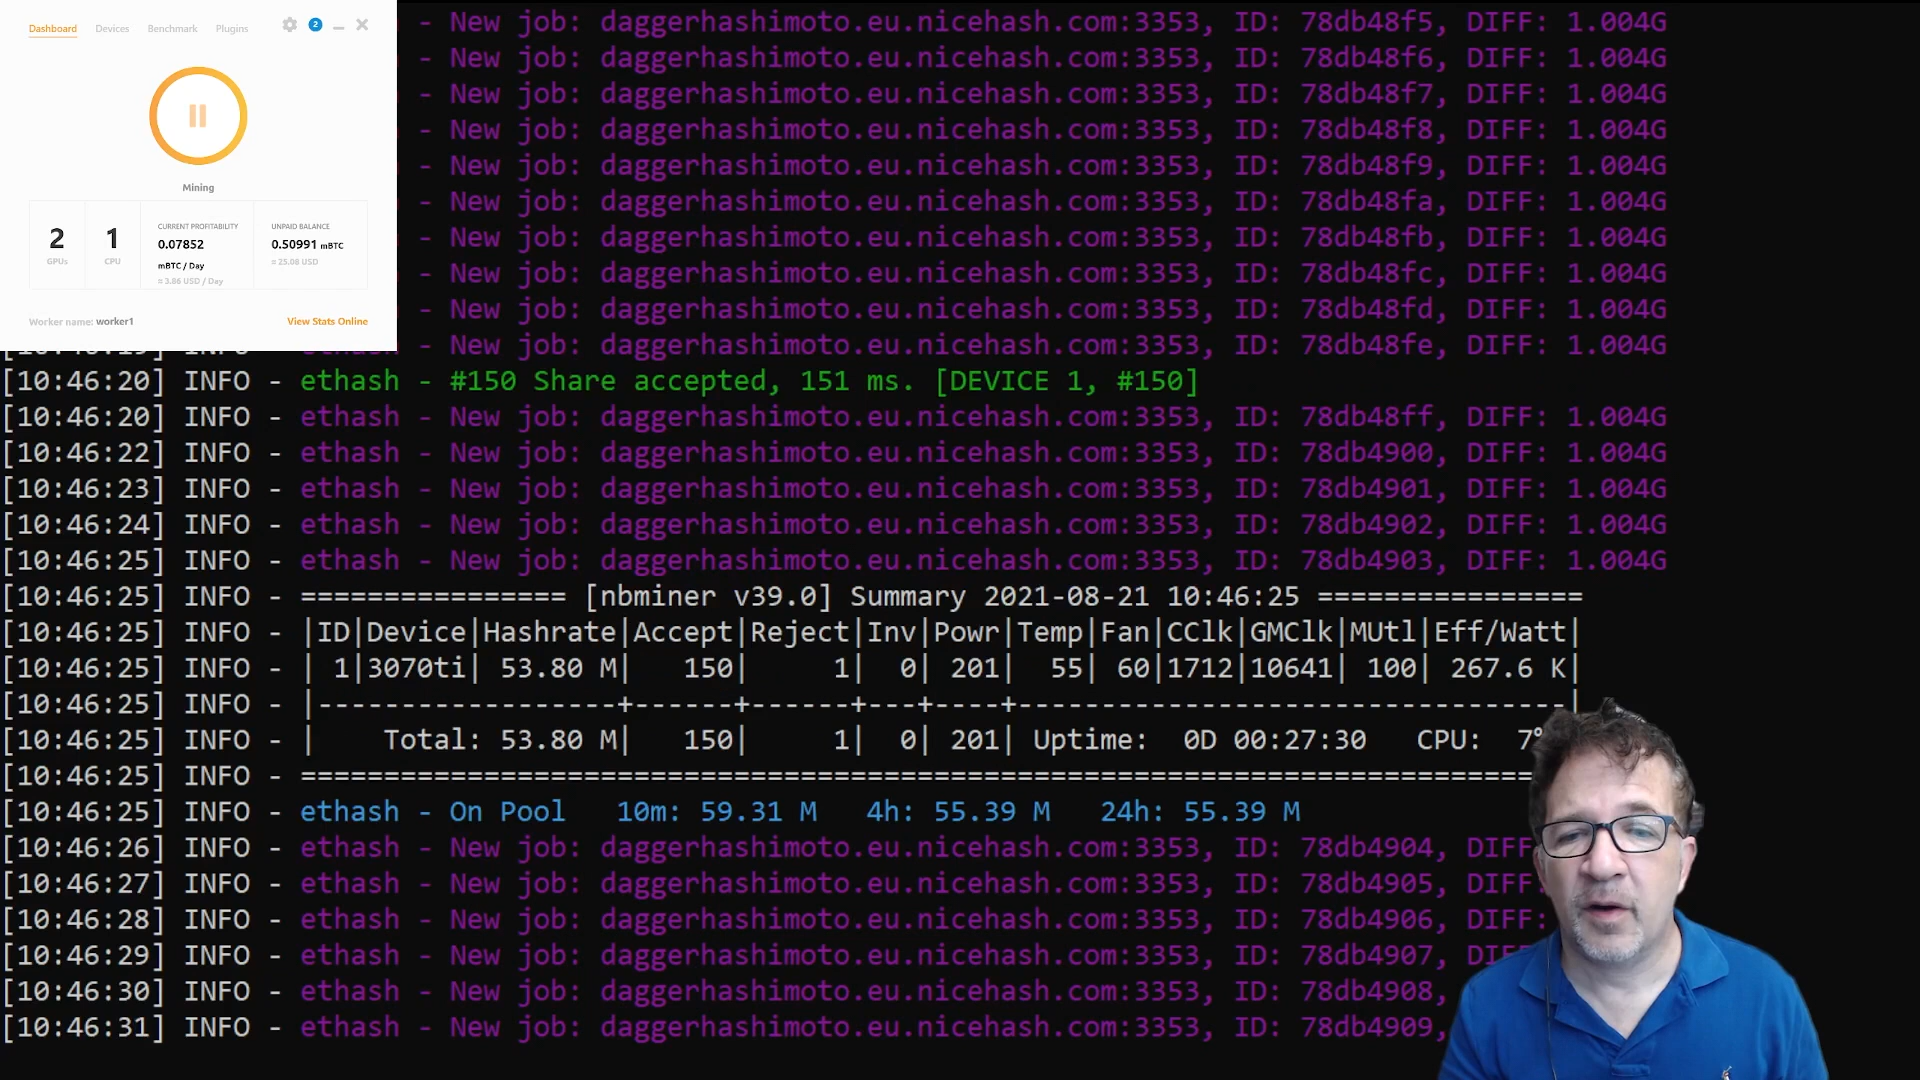 Dashboard Devices Benchmark Plugins 2
Mining
2 GPUs
1 CPU
CURRENT PROFITABILITY
0.07852
mBTC / Day
≈ 3.86 USD / Day
UNPAID BALANCE
0.50991 mBTC
≈ 25.08 USD
Worker name: worker1
View Stats Online
- New job: daggerhashimoto.eu.nicehash.com:3353, ID: 78db48f5, DIFF: 1.004G
- New job: daggerhashimoto.eu.nicehash.com:3353, ID: 78db48f6, DIFF: 1.004G
- New job: daggerhashimoto.eu.nicehash.com:3353, ID: 78db48f7, DIFF: 1.004G
- New job: daggerhashimoto.eu.nicehash.com:3353, ID: 78db48f8, DIFF: 1.004G
- New job: daggerhashimoto.eu.nicehash.com:3353, ID: 78db48f9, DIFF: 1.004G
- New job: daggerhashimoto.eu.nicehash.com:3353, ID: 78db48fa, DIFF: 1.004G
- New job: daggerhashimoto.eu.nicehash.com:3353, ID: 78db48fb, DIFF: 1.004G
- New job: daggerhashimoto.eu.nicehash.com:3353, ID: 78db48fc, DIFF: 1.004G
- New job: daggerhashimoto.eu.nicehash.com:3353, ID: 78db48fd, DIFF: 1.004G
- New job: daggerhashimoto.eu.nicehash.com:3353, ID: 78db48fe, DIFF: 1.004G
[10:46:20] INFO - ethash - #150 Share accepted, 151 ms. [DEVICE 1, #150]
[10:46:20] INFO - ethash - New job: daggerhashimoto.eu.nicehash.com:3353, ID: 78db48ff, DIFF: 1.004G
[10:46:22] INFO - ethash - New job: daggerhashimoto.eu.nicehash.com:3353, ID: 78db4900, DIFF: 1.004G
[10:46:23] INFO - ethash - New job: daggerhashimoto.eu.nicehash.com:3353, ID: 78db4901, DIFF: 1.004G
[10:46:24] INFO - ethash - New job: daggerhashimoto.eu.nicehash.com:3353, ID: 78db4902, DIFF: 1.004G
[10:46:25] INFO - ethash - New job: daggerhashimoto.eu.nicehash.com:3353, ID: 78db4903, DIFF: 1.004G
[10:46:25] INFO - ================ [nbminer v39.0] Summary 2021-08-21 10:46:25 ================
[10:46:25] INFO - |ID|Device|Hashrate|Accept|Reject|Inv|Powr|Temp|Fan|CClk|GMClk|MUtl|Eff/Watt|
[10:46:25] INFO - | 1|3070ti| 53.80 M|   150|     1|  0| 201|  55| 60|1712|10641| 100| 267.6 K|
[10:46:25] INFO - |------------------+------+------+---+----+---------------------------------|
[10:46:25] INFO - |    Total: 53.80 M|   150|     1|  0| 201| Uptime:  0D 00:27:30   CPU:  7
[10:46:25] INFO - ==========================================================================
[10:46:25] INFO - ethash - On Pool   10m: 59.31 M   4h: 55.39 M   24h: 55.39 M
[10:46:26] INFO - ethash - New job: daggerhashimoto.eu.nicehash.com:3353, ID: 78db4904, DIFF
[10:46:27] INFO - ethash - New job: daggerhashimoto.eu.nicehash.com:3353, ID: 78db4905, DIFF
[10:46:28] INFO - ethash - New job: daggerhashimoto.eu.nicehash.com:3353, ID: 78db4906, DIFF:
[10:46:29] INFO - ethash - New job: daggerhashimoto.eu.nicehash.com:3353, ID: 78db4907,
[10:46:30] INFO - ethash - New job: daggerhashimoto.eu.nicehash.com:3353, ID: 78db4908,
[10:46:31] INFO - ethash - New job: daggerhashimoto.eu.nicehash.com:3353, ID: 78db4909,